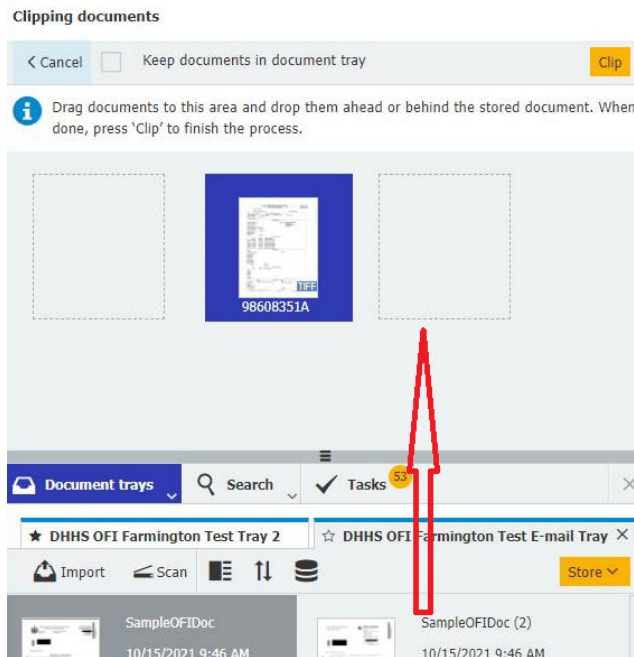 Clipping documents
Cancel Keep documents in document tray Clip
Drag documents to this area and drop them ahead or behind the stored document. When
done, press 'Clip' to finish the process.
TIFF
98608351A
Document trays Search Tasks 53
DHHS OFI Farmington Test Tray 2 DHHS OFI Farmington Test E-mail Tray
Import Scan Store
SampleOFIDoc SampleOFIDoc (2)
10/15/2021 9:46 AM 10/15/2021 9:46 AM